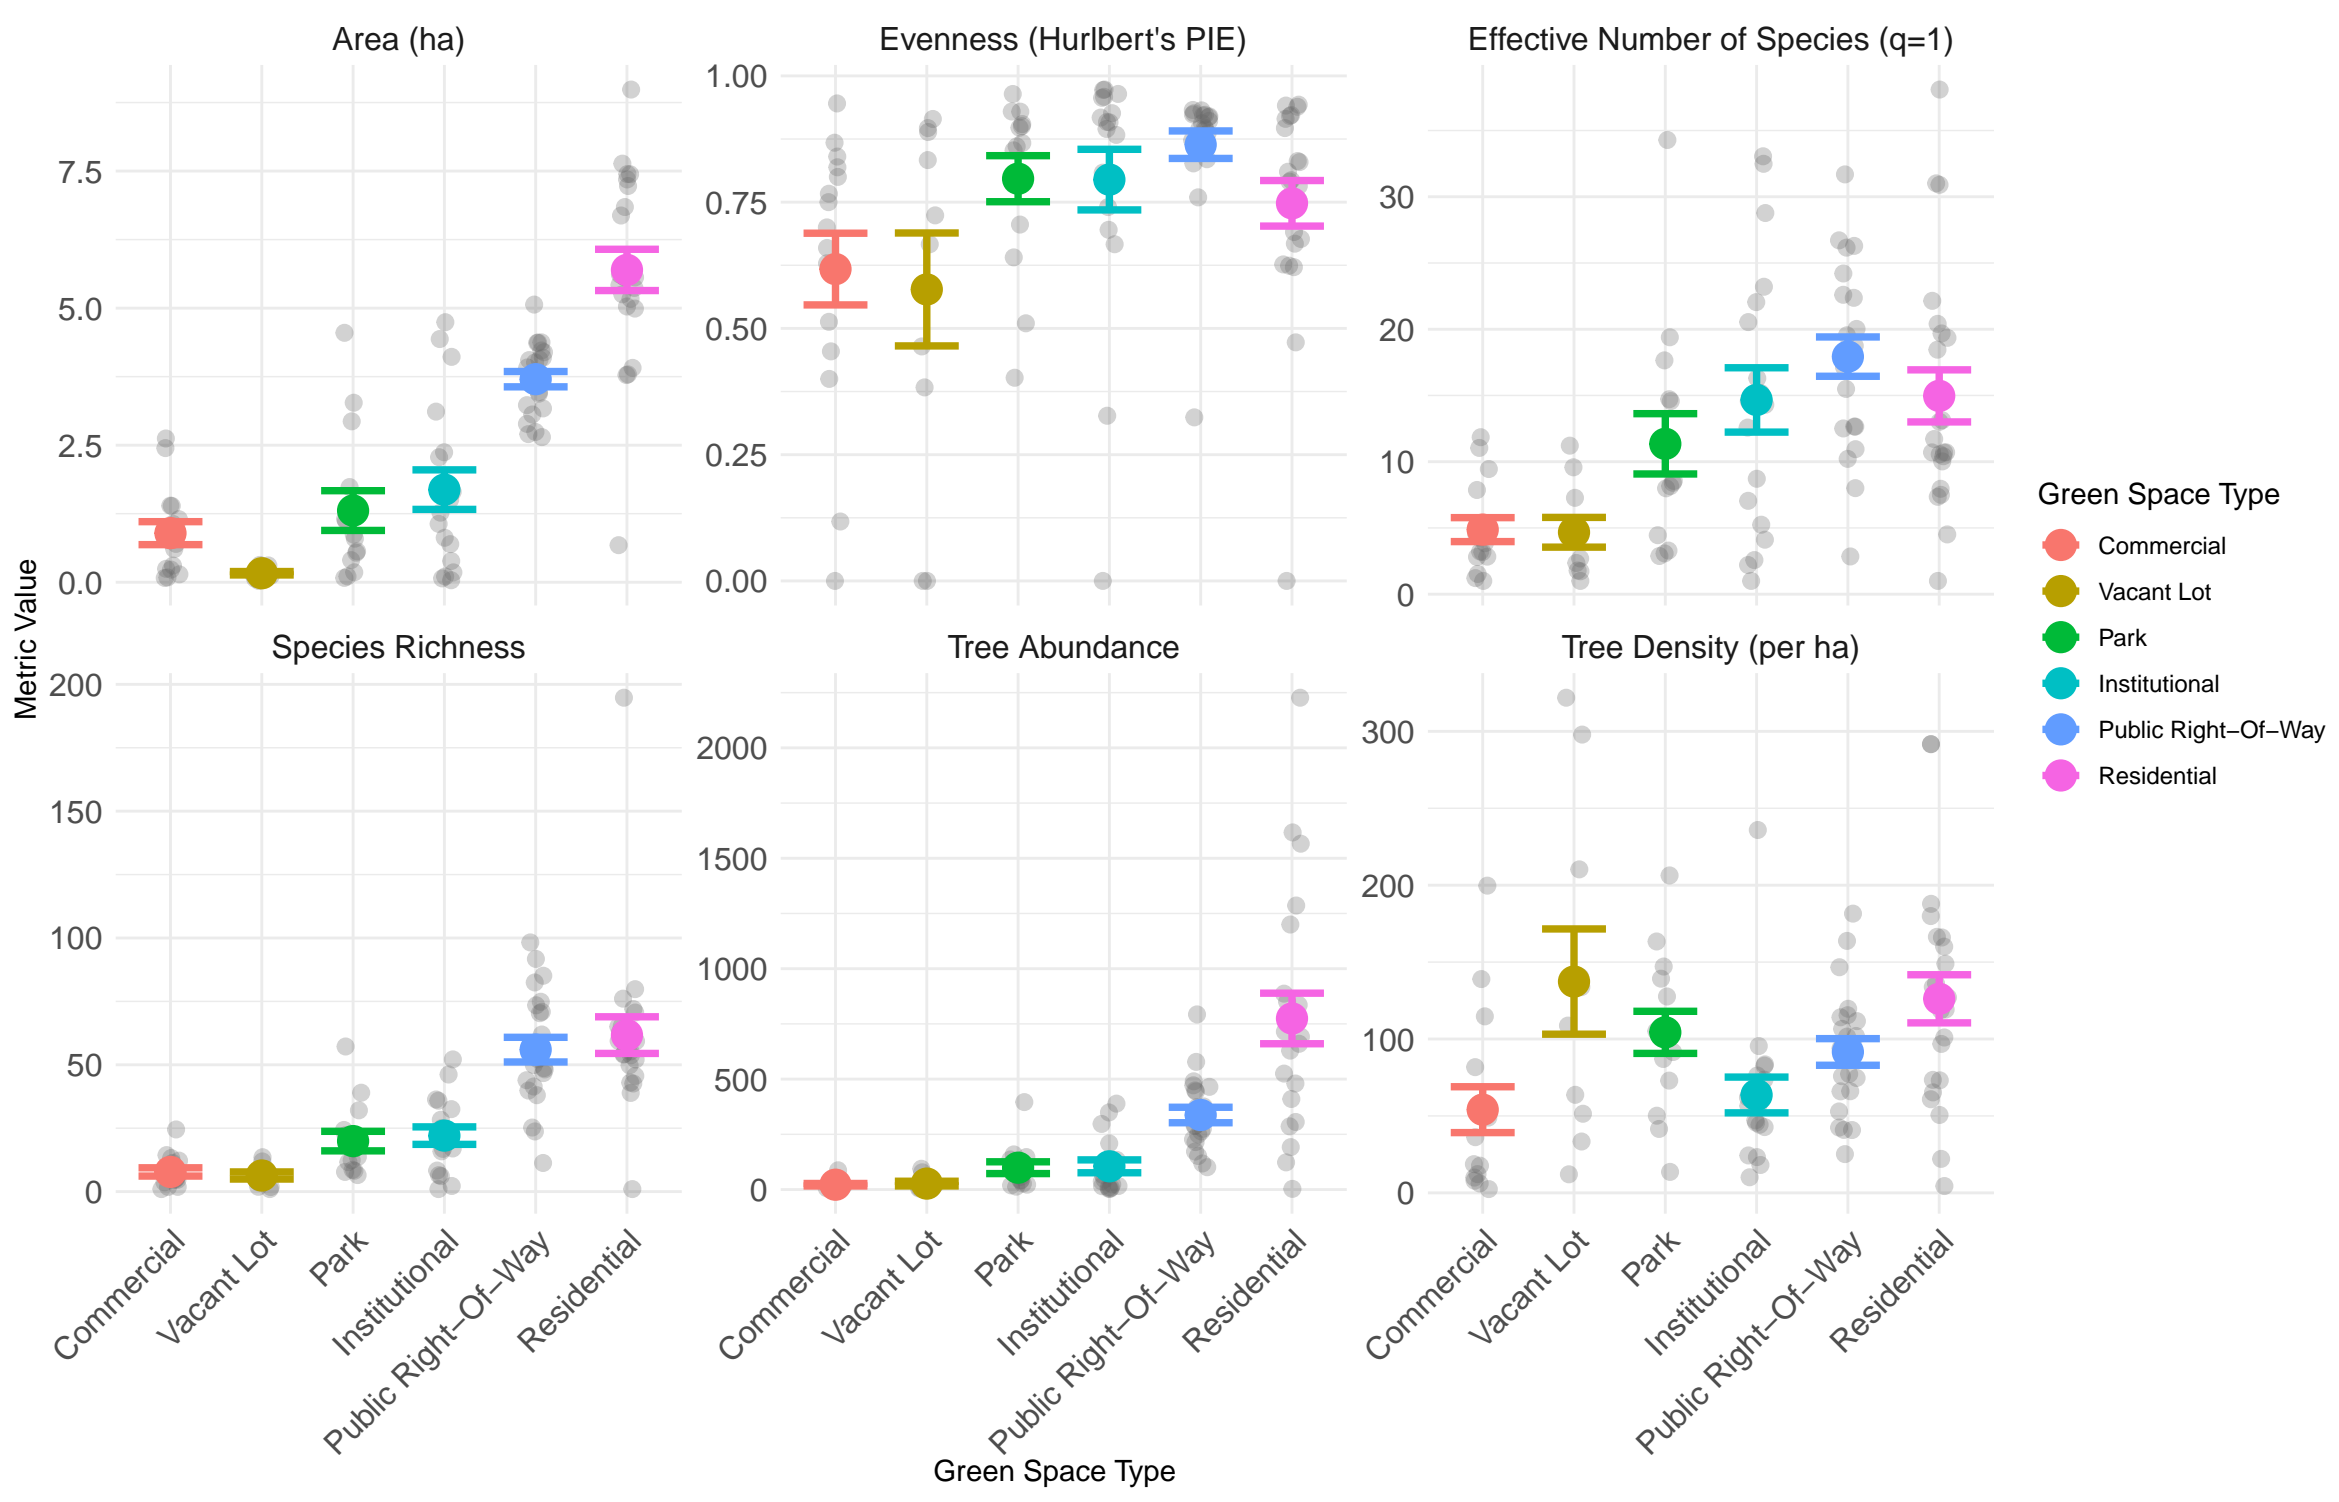 Area (ha)
Evenness (Hurlbert's PIE)
Effective Number of Species (q=1)
7.5
5.0
2.5
0.0
1.00
0.75
0.50
0.25
0.00
30
20
10
0
Metric Value
Species Richness
Tree Abundance
Tree Density (per ha)
200
150
100
50
0
2000
1500
1000
500
0
300
200
100
0
Commercial
Vacant Lot
Park
Institutional
Public Right−Of−Way
Residential
Commercial
Vacant Lot
Park
Institutional
Public Right−Of−Way
Residential
Commercial
Vacant Lot
Park
Institutional
Public Right−Of−Way
Residential
Green Space Type
Green Space Type
Commercial
Vacant Lot
Park
Institutional
Public Right−Of−Way
Residential